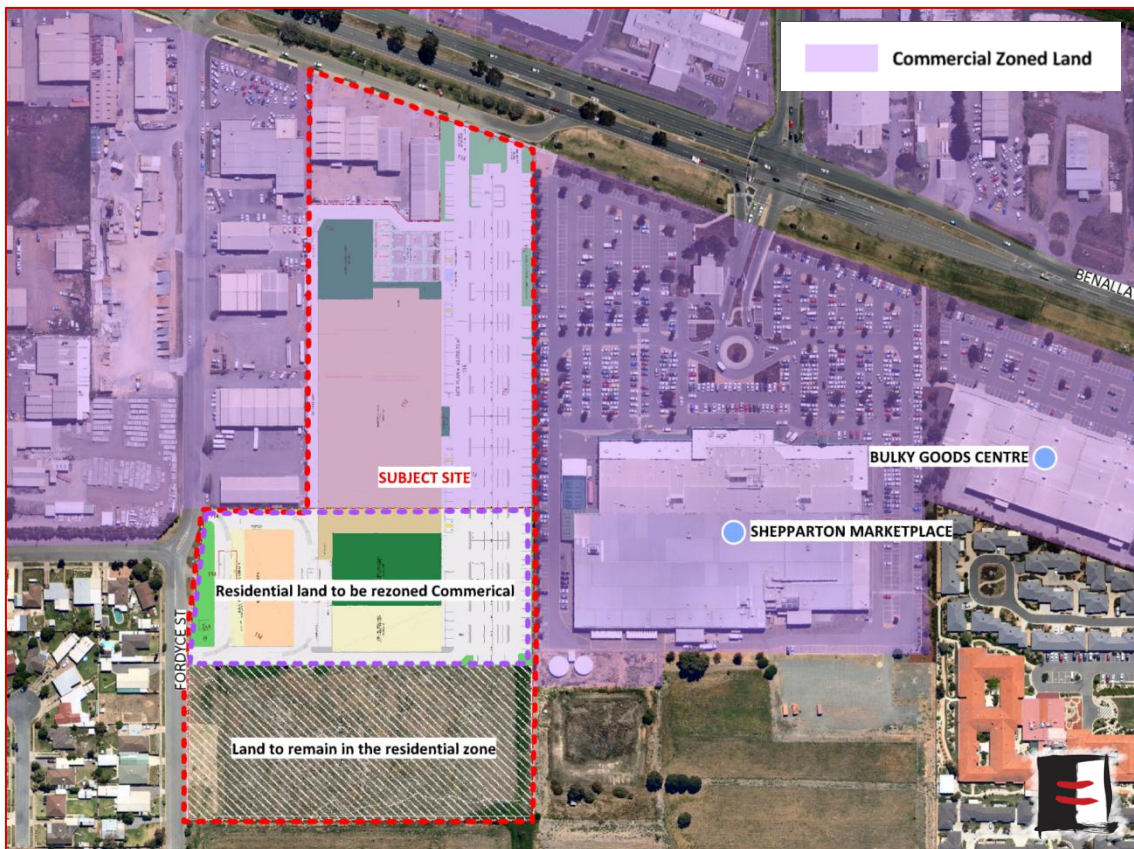 Commercial Zoned Land
BENALLA
BULKY GOODS CENTRE
SUBJECT SITE
SHEPPARTON MARKETPLACE
Residential land to be rezoned Commerical
FORDYCE ST
Land to remain in the residential zone